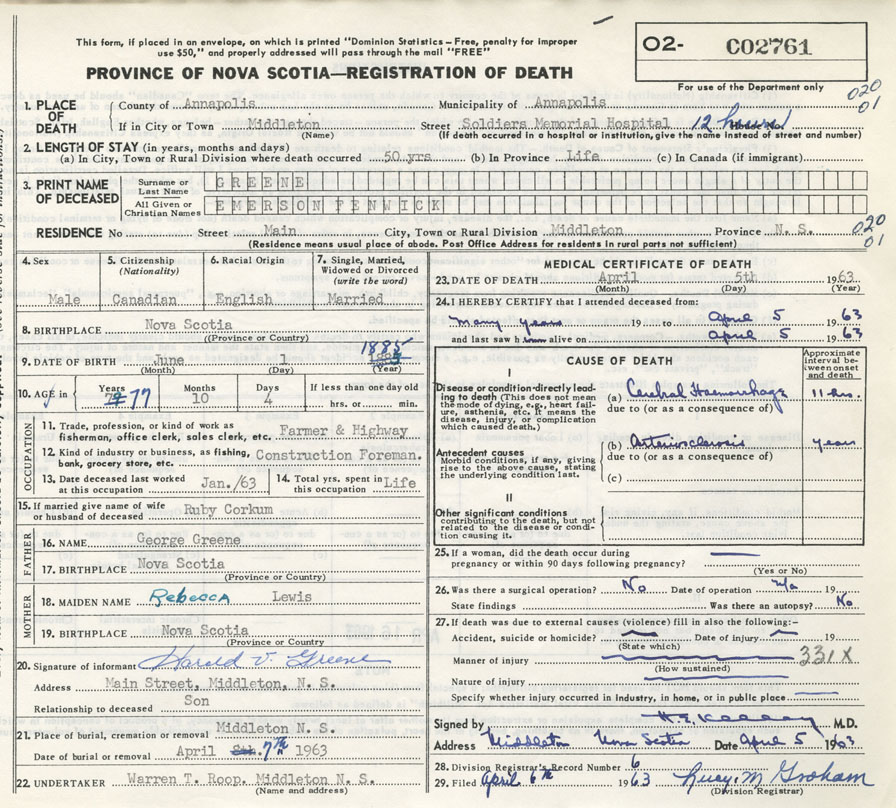 This form, if placed in an envelope, on which is printed "Dominion Statistics – Free, penalty for improper
use $50," and properly addressed will pass through the mail "FREE"
O2- C02761
PROVINCE OF NOVA SCOTIA—REGISTRATION OF DEATH
For use of the Department only
020
01
1. PLACE OF DEATH
County of Annapolis Municipality of Annapolis
If in City or Town Middleton Street Soldiers Memorial Hospital 12 hours
(Name) (If death occurred in a hospital or institution, give the name instead of street and number)
2. LENGTH OF STAY (in years, months and days)
(a) In City, Town or Rural Division where death occurred 50 yrs (b) In Province Life (c) In Canada (if immigrant)
3. PRINT NAME OF DECEASED
Surname or Last Name GREENE
All Given or Christian Names EMERSON FENWICK
RESIDENCE No Street Main City, Town or Rural Division Middleton Province N. S.
(Residence means usual place of abode. Post Office Address for residents in rural parts not sufficient)
020
01
4. Sex 5. Citizenship (Nationality) 6. Racial Origin 7. Single, Married, Widowed or Divorced (write the word)
Male Canadian English Married
8. BIRTHPLACE Nova Scotia
(Province or Country)
9. DATE OF BIRTH June 1 1885
(Month) (Day) (Year)
10. AGE Years 77 Months 10 Days 4 If less than one day old hrs. or min.
OCCUPATION
11. Trade, profession, or kind of work as fisherman, office clerk, sales clerk, etc. Farmer & Highway
12. Kind of industry or business, as fishing, bank, grocery store, etc. Construction Foreman.
13. Date deceased last worked at this occupation Jan./63 14. Total yrs. spent in this occupation Life
15. If married give name of wife or husband of deceased Ruby Corkum
FATHER
16. NAME George Greene
17. BIRTHPLACE Nova Scotia
(Province or Country)
MOTHER
18. MAIDEN NAME Rebecca Lewis
19. BIRTHPLACE Nova Scotia
(Province or Country)
20. Signature of informant Harold V. Greene
Address Main Street, Middleton, N. S.
Relationship to deceased Son
21. Place of burial, cremation or removal Middleton N. S.
Date of burial or removal April 5th. 7th 1963
22. UNDERTAKER Warren T. Roop, Middleton N. S.
(Name and address)
MEDICAL CERTIFICATE OF DEATH
23. DATE OF DEATH April 5th 1963
(Month) (Day) (Year)
24. I HEREBY CERTIFY that I attended deceased from:
many years 19 to April 5 1963
and last saw h alive on April 5 1963
CAUSE OF DEATH
Approximate interval between onset and death
I
Disease or condition directly leading to death (This does not mean the mode of dying, e.g., heart failure, asthenia, etc. It means the disease, injury, or complication which caused death.)
(a) Cerebral Haemorrhage 11 hrs.
due to (or as a consequence of)
Antecedent causes
Morbid conditions, if any, giving rise to the above cause, stating the underlying condition last.
(b) Arteriosclerosis years
due to (or as a consequence of)
(c)
II
Other significant conditions
contributing to the death, but not related to the disease or condition causing it.
25. If a woman, did the death occur during pregnancy or within 90 days following pregnancy?
(Yes or No)
26. Was there a surgical operation? No Date of operation n/a 19
State findings Was there an autopsy? No
27. If death was due to external causes (violence) fill in also the following:–
Accident, suicide or homicide? Date of injury 19
(State which)
Manner of injury 331X
(How sustained)
Nature of injury
Specify whether injury occurred in Industry, in home, or in public place
Signed by M.D.
Address Middleton Nova Scotia Date April 5 1963
28. Division Registrar's Record Number 6
29. Filed April 6th 1963 Lucy M Groham
(Division Registrar)